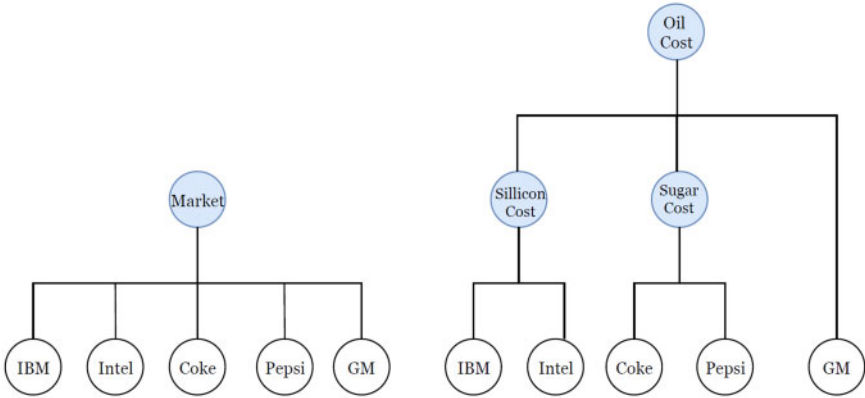 Oil
Cost
Market
Sillicon
Cost
Sugar
Cost
IBM
Intel
Coke
Pepsi
GM
IBM
Intel
Coke
Pepsi
GM